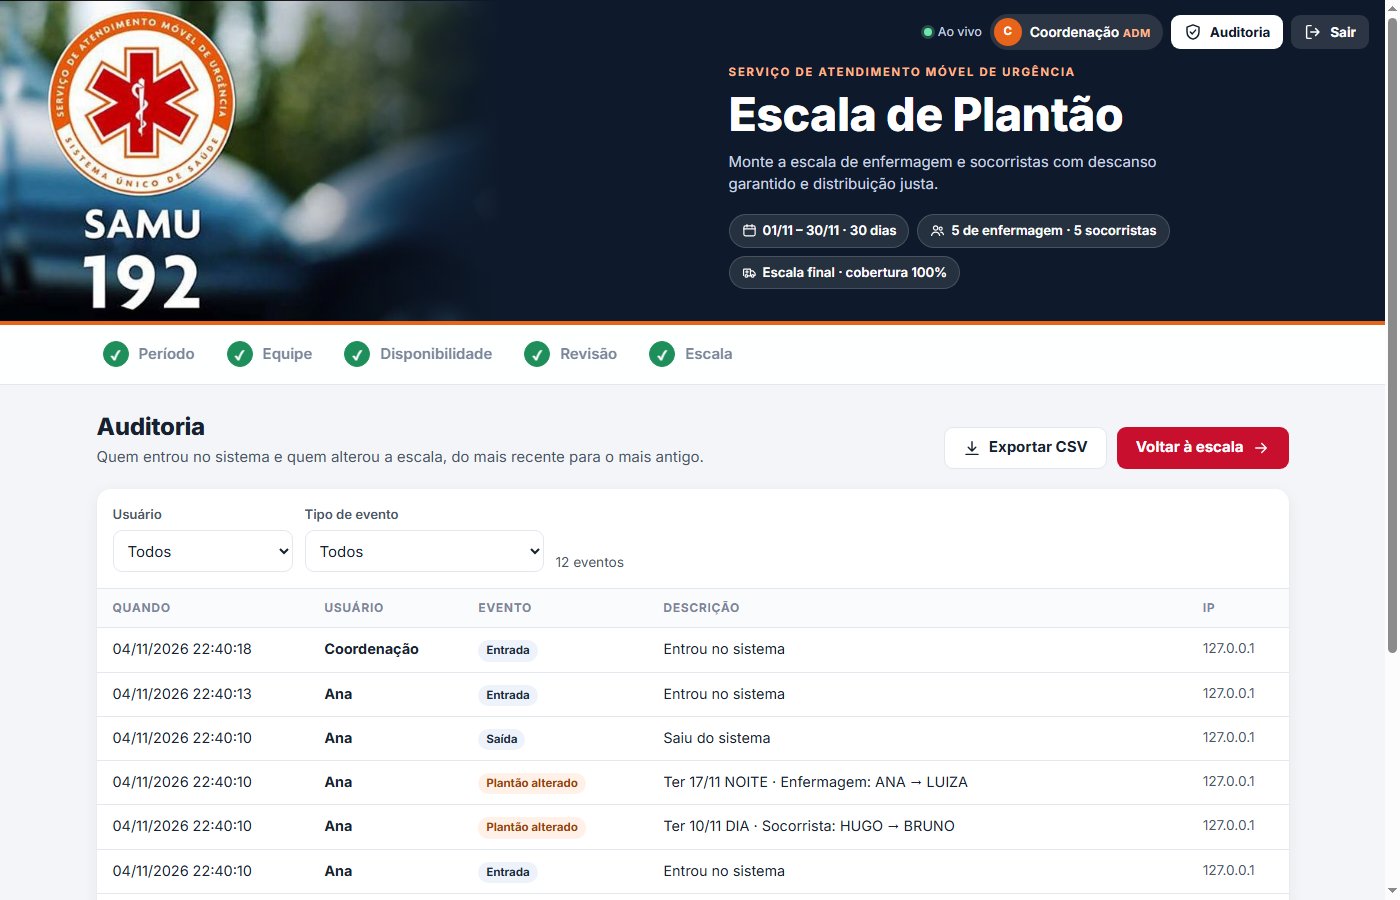 SERVIÇO DE ATENDIMENTO MÓVEL DE URGÊNCIA
SISTEMA ÚNICO DE SAÚDE
SAMU
192
Ao vivo
C Coordenação ADM
Auditoria
Sair
SERVIÇO DE ATENDIMENTO MÓVEL DE URGÊNCIA
Escala de Plantão
Monte a escala de enfermagem e socorristas com descanso
garantido e distribuição justa.
01/11 – 30/11 · 30 dias
5 de enfermagem · 5 socorristas
Escala final · cobertura 100%
Período
Equipe
Disponibilidade
Revisão
Escala
Auditoria
Quem entrou no sistema e quem alterou a escala, do mais recente para o mais antigo.
Exportar CSV
Voltar à escala →
Usuário
Tipo de evento
Todos
Todos
12 eventos
QUANDO USUÁRIO EVENTO DESCRIÇÃO IP
04/11/2026 22:40:18 Coordenação Entrada Entrou no sistema 127.0.0.1
04/11/2026 22:40:13 Ana Entrada Entrou no sistema 127.0.0.1
04/11/2026 22:40:10 Ana Saída Saiu do sistema 127.0.0.1
04/11/2026 22:40:10 Ana Plantão alterado Ter 17/11 NOITE · Enfermagem: ANA → LUIZA 127.0.0.1
04/11/2026 22:40:10 Ana Plantão alterado Ter 10/11 DIA · Socorrista: HUGO → BRUNO 127.0.0.1
04/11/2026 22:40:10 Ana Entrada Entrou no sistema 127.0.0.1